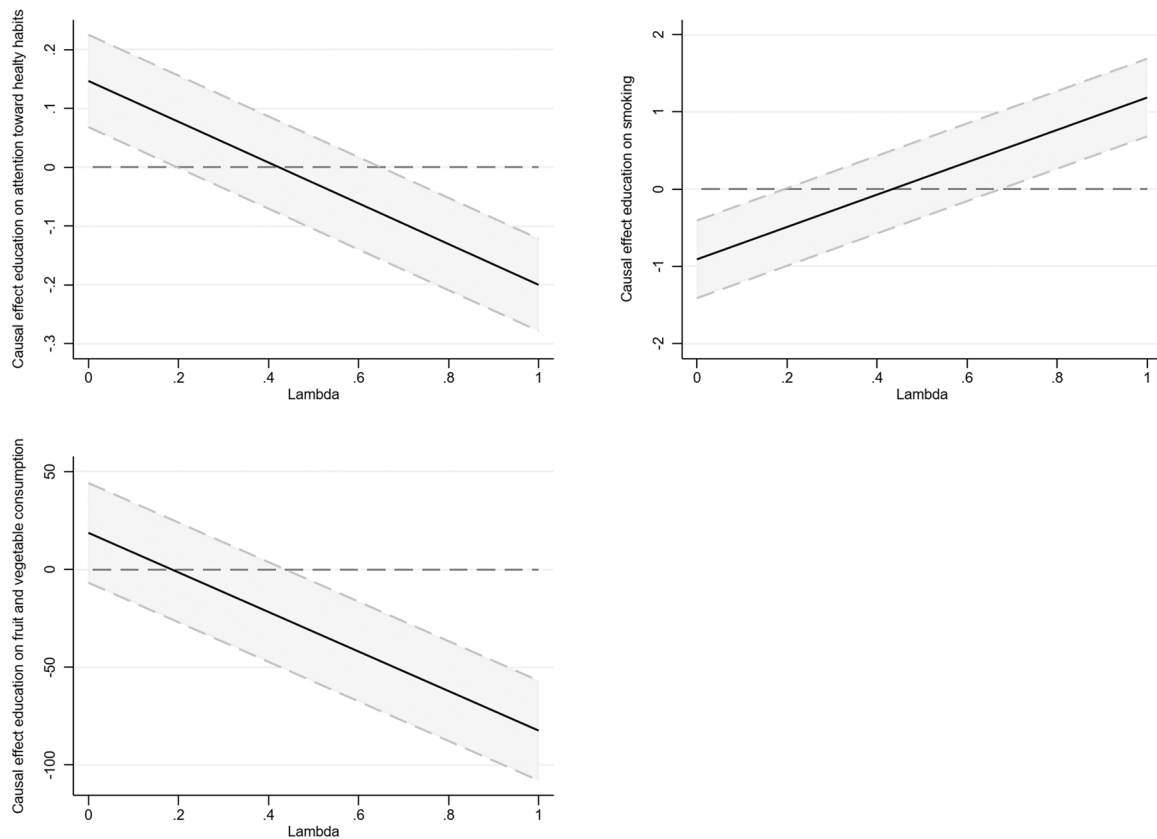 Causal effect education on attention toward healty habits
.2
.1
0
-.1
-.2
-.3
0 .2 .4 .6 .8 1
Lambda
Causal effect education on smoking
2
1
0
-1
-2
0 .2 .4 .6 .8 1
Lambda
Causal effect education on fruit and vegetable consumption
50
0
-50
-100
0 .2 .4 .6 .8 1
Lambda